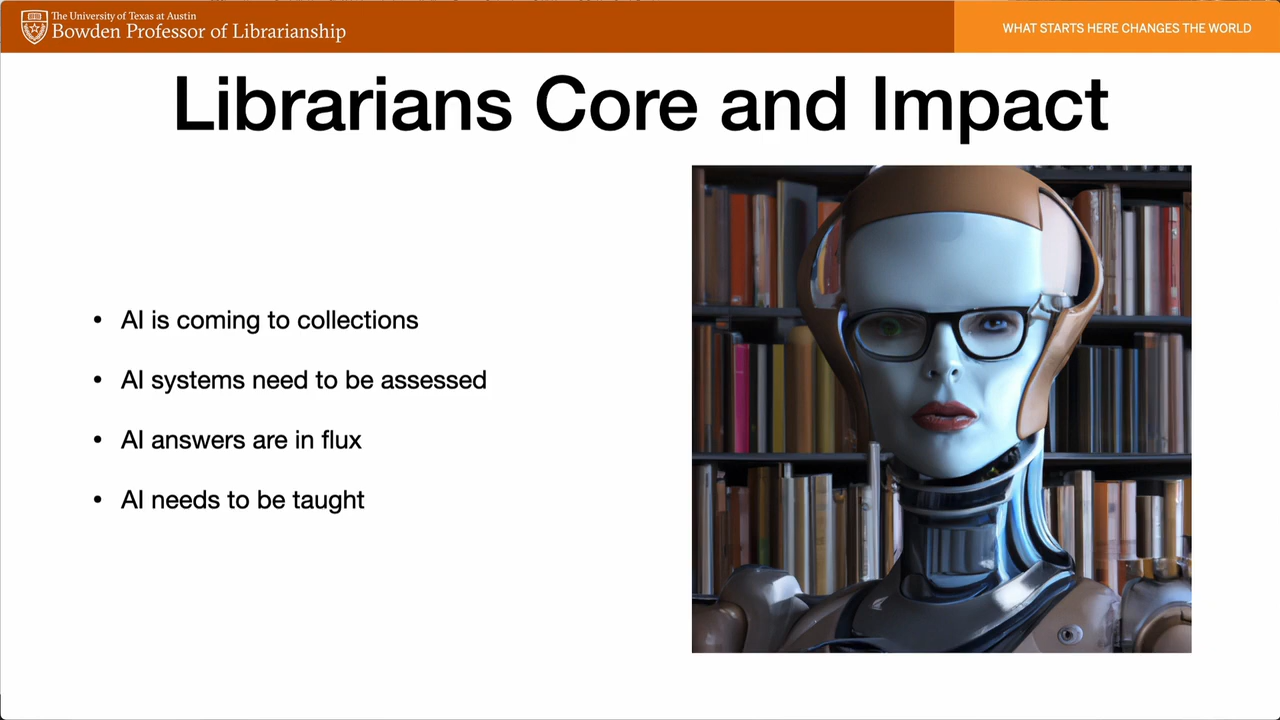 The University of Texas at Austin
Bowden Professor of Librarianship
WHAT STARTS HERE CHANGES THE WORLD
Librarians Core and Impact
• AI is coming to collections
• AI systems need to be assessed
• AI answers are in flux
• AI needs to be taught